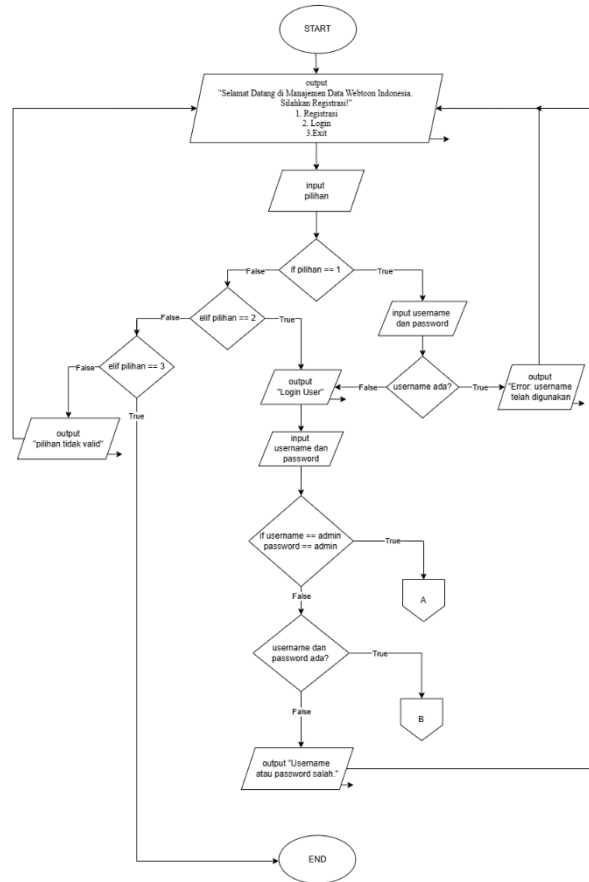 START
output
"Selamat Datang di Manajemen Data Webtoon Indonesia.
Silahkan Registrasi!"
1. Registrasi
2. Login
3.Exit
input
pilihan
if pilihan == 1
False
True
elif pilihan == 2
False
True
input username
dan password
elif pilihan == 3
False
True
output
"Login User"
False
username ada?
True
output
"Error: username
telah digunakan
output
"pilihan tidak valid"
input
username dan
password
if username == admin
password == admin
True
False
A
username dan
password ada?
True
False
B
output "Username
atau password salah."
END